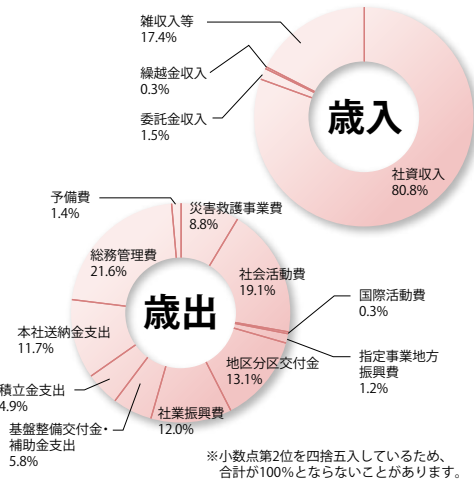 雑収入等
17.4%
繰越金収入
0.3%
委託金収入
1.5%
歳入
社資収入
80.8%
予備費
1.4%
災害救護事業費
8.8%
総務管理費
21.6%
社会活動費
19.1%
歳出
国際活動費
0.3%
本社送納金支出
11.7%
地区分区交付金
13.1%
指定事業地方
振興費
1.2%
積立金支出
4.9%
社業振興費
12.0%
基盤整備交付金・
補助金支出
5.8%
※小数点第2位を四捨五入しているため、
合計が100%とならないことがあります。